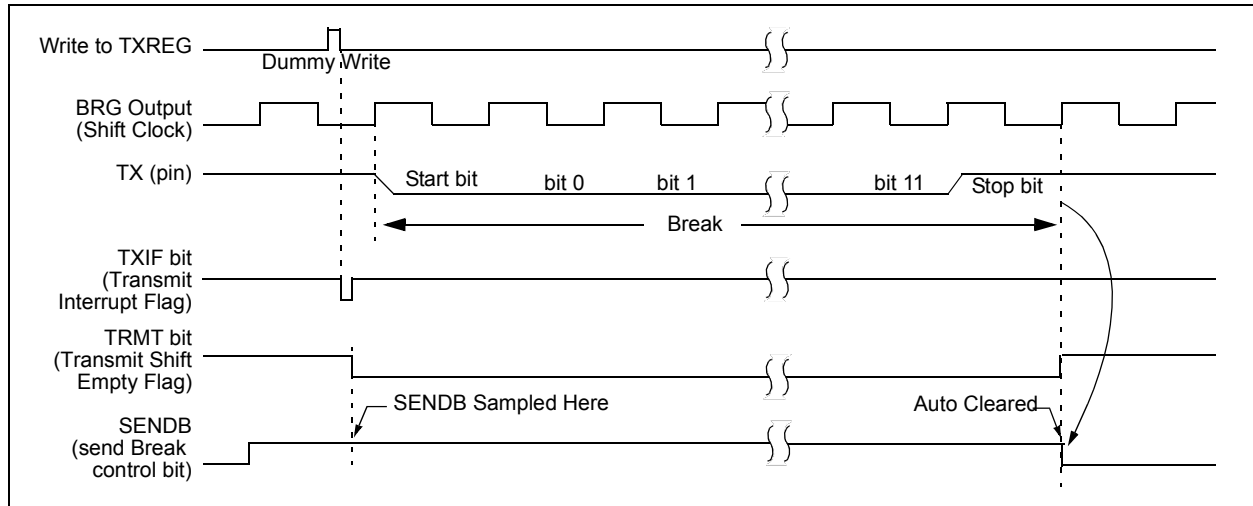 Write to TXREG
Dummy Write
BRG Output
(Shift Clock)
TX (pin)
Start bit
bit 0
bit 1
bit 11
Stop bit
Break
TXIF bit
(Transmit
Interrupt Flag)
TRMT bit
(Transmit Shift
Empty Flag)
SENDB Sampled Here
Auto Cleared
SENDB
(send Break
control bit)